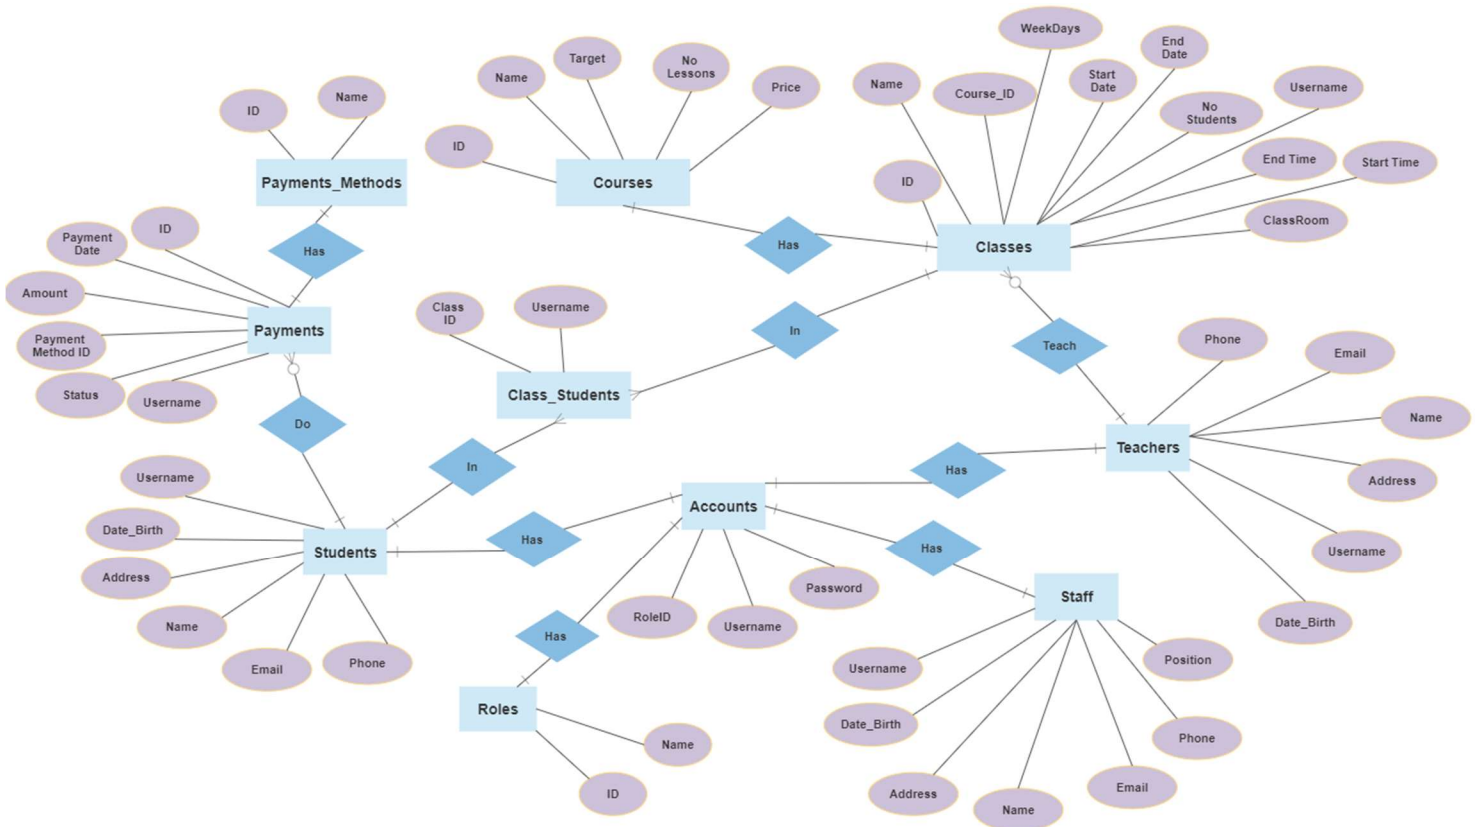 WeekDays
End
Date
Target
No
Lessons
Name
Start
Date
Name
Price
Course_ID
Username
Name
ID
No
Students
ID
End Time
Start Time
Payments_Methods
Courses
ID
ClassRoom
ID
Payment
Date
Has
Has
Classes
Amount
Class
ID
Username
Payments
In
Payment
Method ID
Teach
Phone
Email
Status
Username
Class_Students
Name
Do
Teachers
Username
In
Has
Address
Accounts
Date_Birth
Has
Has
Students
Username
Address
Password
Staff
RoleID
Username
Date_Birth
Name
Has
Email
Phone
Username
Position
Roles
Date_Birth
Name
Phone
ID
Address
Name
Email